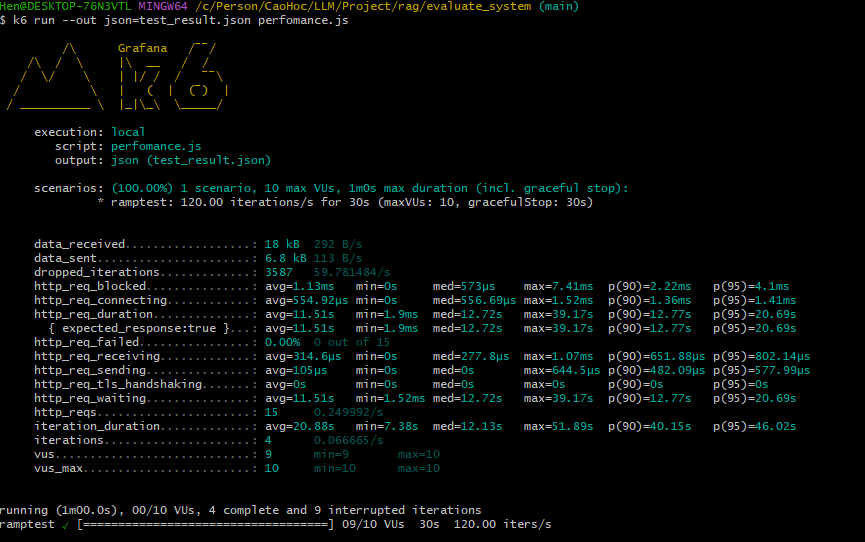 Hen@DESKTOP-76N3VTL MINGW64 /c/Person/CaoHoc/LLM/Project/rag/evaluate_system (main)
$ k6 run --out json=test_result.json perfomance.js
Grafana
k6
execution: local
script: perfomance.js
output: json (test_result.json)
scenarios: (100.00%) 1 scenario, 10 max VUs, 1m0s max duration (incl. graceful stop):
* ramptest: 120.00 iterations/s for 30s (maxVUs: 10, gracefulStop: 30s)
data_received..................: 18 kB 292 B/s
data_sent......................: 6.8 kB 113 B/s
dropped_iterations.............: 3587 59.781484/s
http_req_blocked...............: avg=1.13ms min=0s med=573µs max=7.41ms p(90)=2.22ms p(95)=4.1ms
http_req_connecting............: avg=554.92µs min=0s med=556.69µs max=1.52ms p(90)=1.36ms p(95)=1.41ms
http_req_duration..............: avg=11.51s min=1.9ms med=12.72s max=39.17s p(90)=12.77s p(95)=20.69s
{ expected_response:true }...: avg=11.51s min=1.9ms med=12.72s max=39.17s p(90)=12.77s p(95)=20.69s
http_req_failed................: 0.00% 0 out of 15
http_req_receiving.............: avg=314.6µs min=0s med=277.8µs max=1.07ms p(90)=651.88µs p(95)=802.14µs
http_req_sending...............: avg=105µs min=0s med=0s max=644.5µs p(90)=482.09µs p(95)=577.99µs
http_req_tls_handshaking.......: avg=0s min=0s med=0s max=0s p(90)=0s p(95)=0s
http_req_waiting...............: avg=11.51s min=1.52ms med=12.72s max=39.17s p(90)=12.77s p(95)=20.69s
http_reqs......................: 15 0.249992/s
iteration_duration.............: avg=20.88s min=7.38s med=12.13s max=51.89s p(90)=40.15s p(95)=46.02s
iterations.....................: 4 0.066665/s
vus............................: 9 min=9 max=10
vus_max........................: 10 min=10 max=10
running (1m00.0s), 00/10 VUs, 4 complete and 9 interrupted iterations
ramptest ✓ [======================================] 09/10 VUs 30s 120.00 iters/s